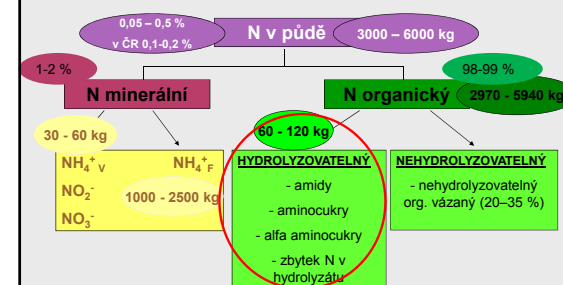 0,05 – 0,5 %
v ČR 0,1-0,2 %
N v půdě
3000 – 6000 kg
1-2 %
98-99 %
N minerální
N organický
2970 - 5940 kg
30 - 60 kg
60 - 120 kg
NH₄⁺ V
NH₄⁺ F
NO₂⁻
1000 - 2500 kg
NO₃⁻
HYDROLYZOVATELNÝ
- amidy
- aminocukry
- alfa aminocukry
- zbytek N v
hydrolyzátu
NEHYDROLYZOVATELNÝ
- nehydrolyzovatelný
org. vázaný (20–35 %)